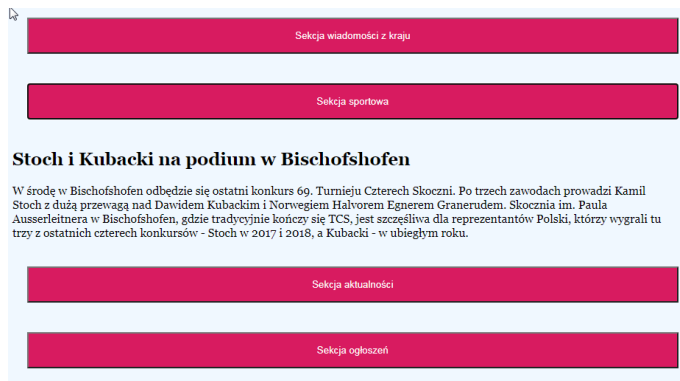 Sekcja wiadomości z kraju
Sekcja sportowa
Stoch i Kubacki na podium w Bischofshofen
W środę w Bischofshofen odbędzie się ostatni konkurs 69. Turnieju Czterech Skoczni. Po trzech zawodach prowadzi Kamil
Stoch z dużą przewagą nad Dawidem Kubackim i Norwegiem Halvorem Egnerem Granerudem. Skocznia im. Paula
Ausserleitnera w Bischofshofen, gdzie tradycyjnie kończy się TCS, jest szczęśliwa dla reprezentantów Polski, którzy wygrali tu
trzy z ostatnich czterech konkursów - Stoch w 2017 i 2018, a Kubacki - w ubiegłym roku.
Sekcja aktualności
Sekcja ogłoszeń